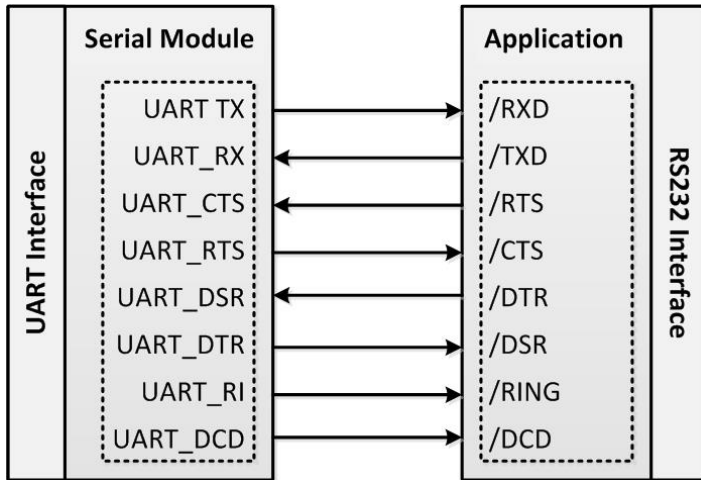 UART Interface
Serial Module
UART TX
UART_RX
UART_CTS
UART_RTS
UART_DSR
UART_DTR
UART_RI
UART_DCD
Application
/RXD
/TXD
/RTS
/CTS
/DTR
/DSR
/RING
/DCD
RS232 Interface